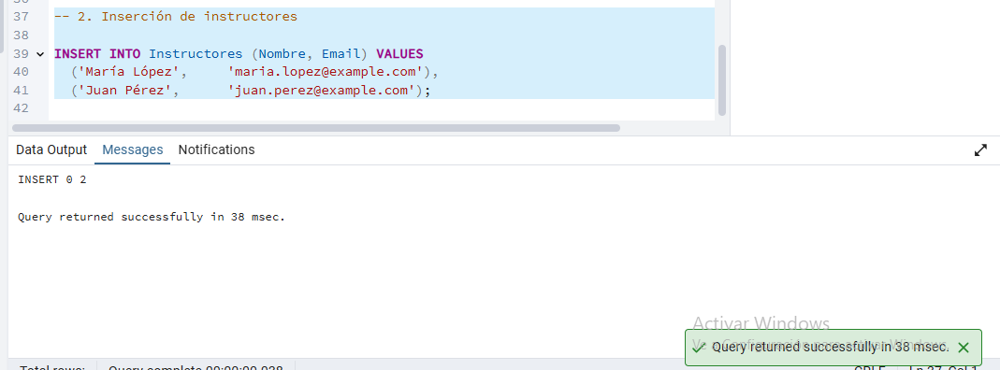 37 -- 2. Inserción de instructores
38
39 INSERT INTO Instructores (Nombre, Email) VALUES
40 ('María López', 'maria.lopez@example.com'),
41 ('Juan Pérez', 'juan.perez@example.com');
42
Data Output Messages Notifications
INSERT 0 2
Query returned successfully in 38 msec.
Activar Windows
Query returned successfully in 38 msec.
Total rows: Query complete 00:00:00.038 CRLF Ln 37, Col 1